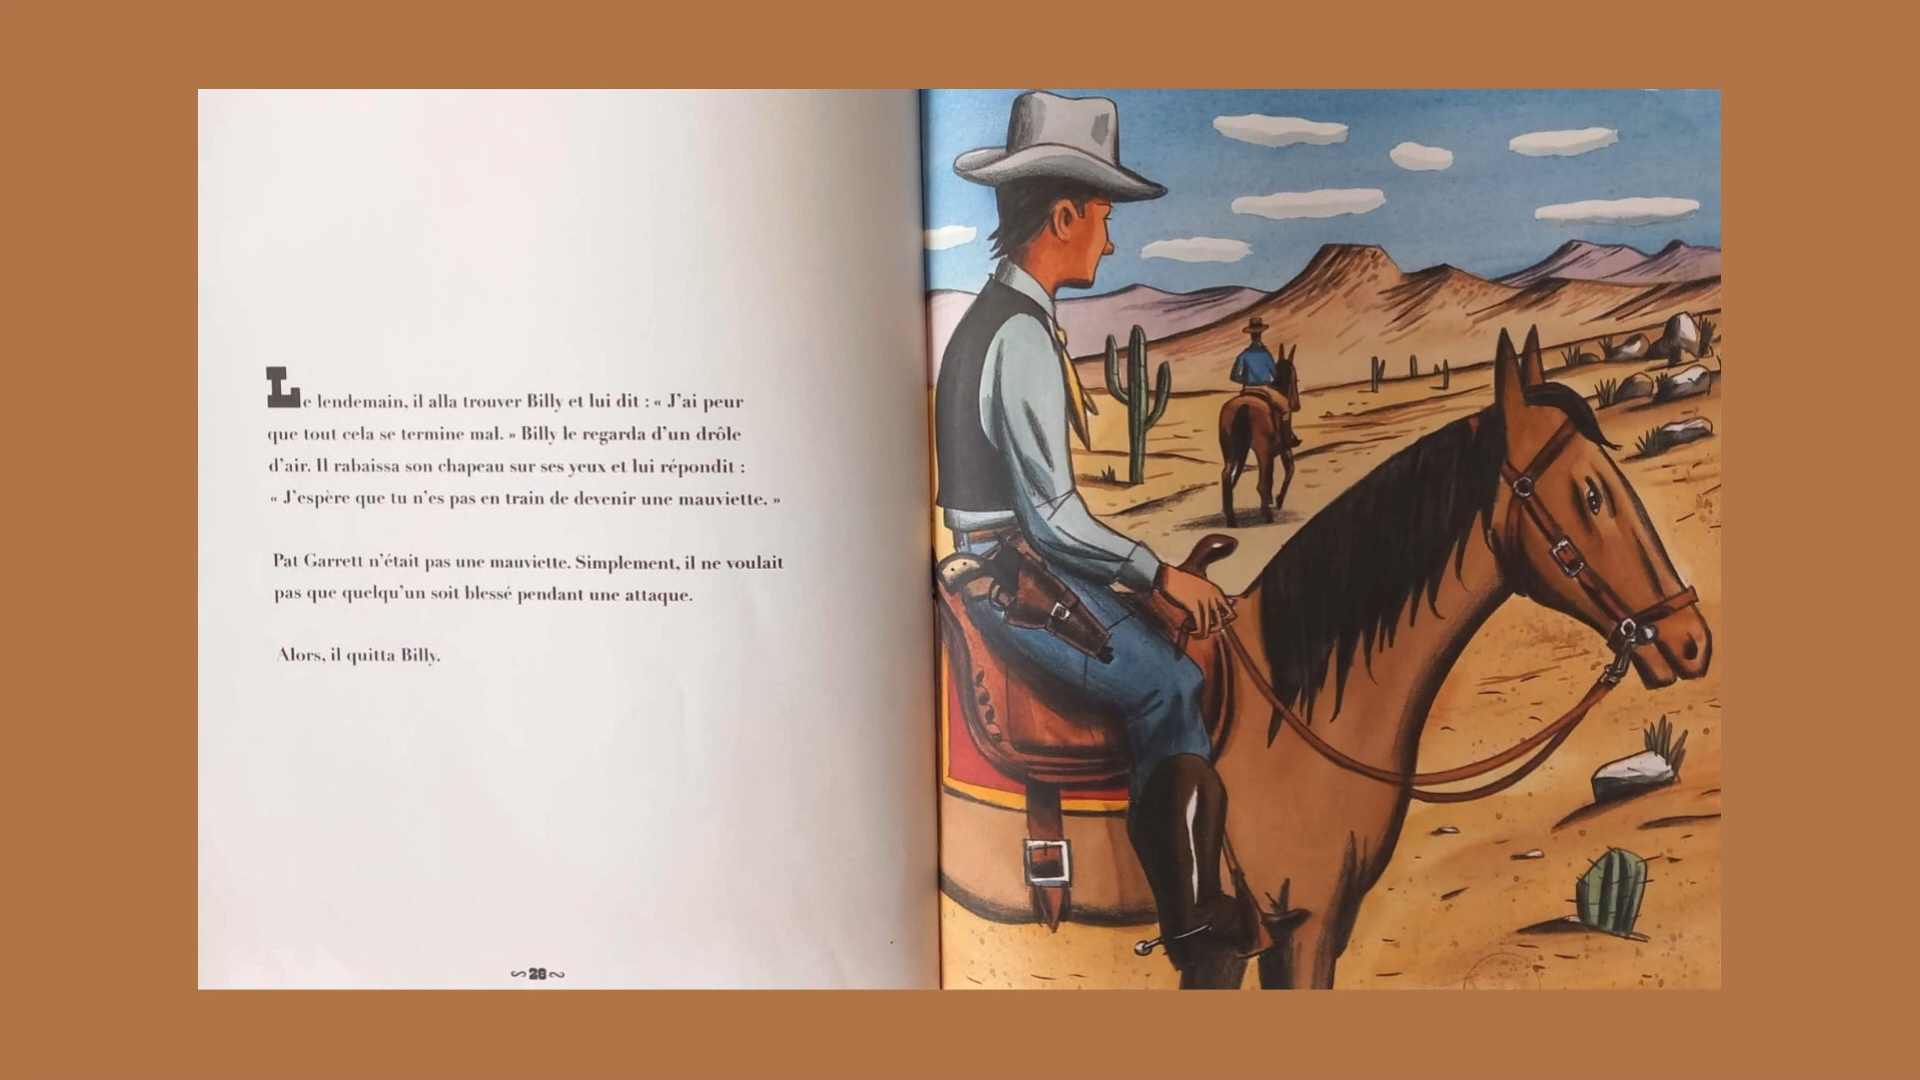 Le lendemain, il alla trouver Billy et lui dit : « J'ai peur
que tout cela se termine mal. » Billy le regarda d'un drôle
d'air. Il rabaissa son chapeau sur ses yeux et lui répondit :
« J'espère que tu n'es pas en train de devenir une mauviette. »
Pat Garrett n'était pas une mauviette. Simplement, il ne voulait
pas que quelqu'un soit blessé pendant une attaque.
Alors, il quitta Billy.
28